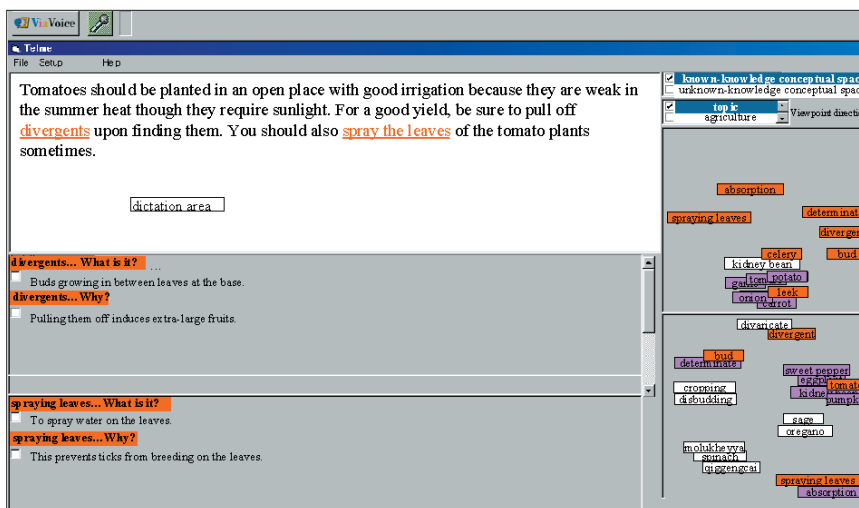 ViaVoice
Telme
File Setup Help
Tomatoes should be planted in an open place with good irrigation because they are weak in
the summer heat though they require sunlight. For a good yield, be sure to pull off
divergents upon finding them. You should also spray the leaves of the tomato plants
sometimes.
dictation area
divergents... What is it?
...
Buds growing in between leaves at the base.
divergents...Why?
Pulling them off induces extra-large fruits.
spraying leaves... What is it?
To spray water on the leaves.
spraying leaves...Why?
This prevents ticks from breeding on the leaves.
known-knowledge conceptual spac
unknown-knowledge conceptual spac
topic
agriculture
Viewpoint directi
absorption
spraying leaves
determinat
divergen
celery
bud
kidney bean
potato
tom
leek
onion
carrot
divaricate
divergent
bud
determinate
sweet pepper
eggpl
tomato
cropping
kidne
disbudding
pumpk
sage
oregano
molukheyya
spinach
qiggengcai
spraying leaves
absorption